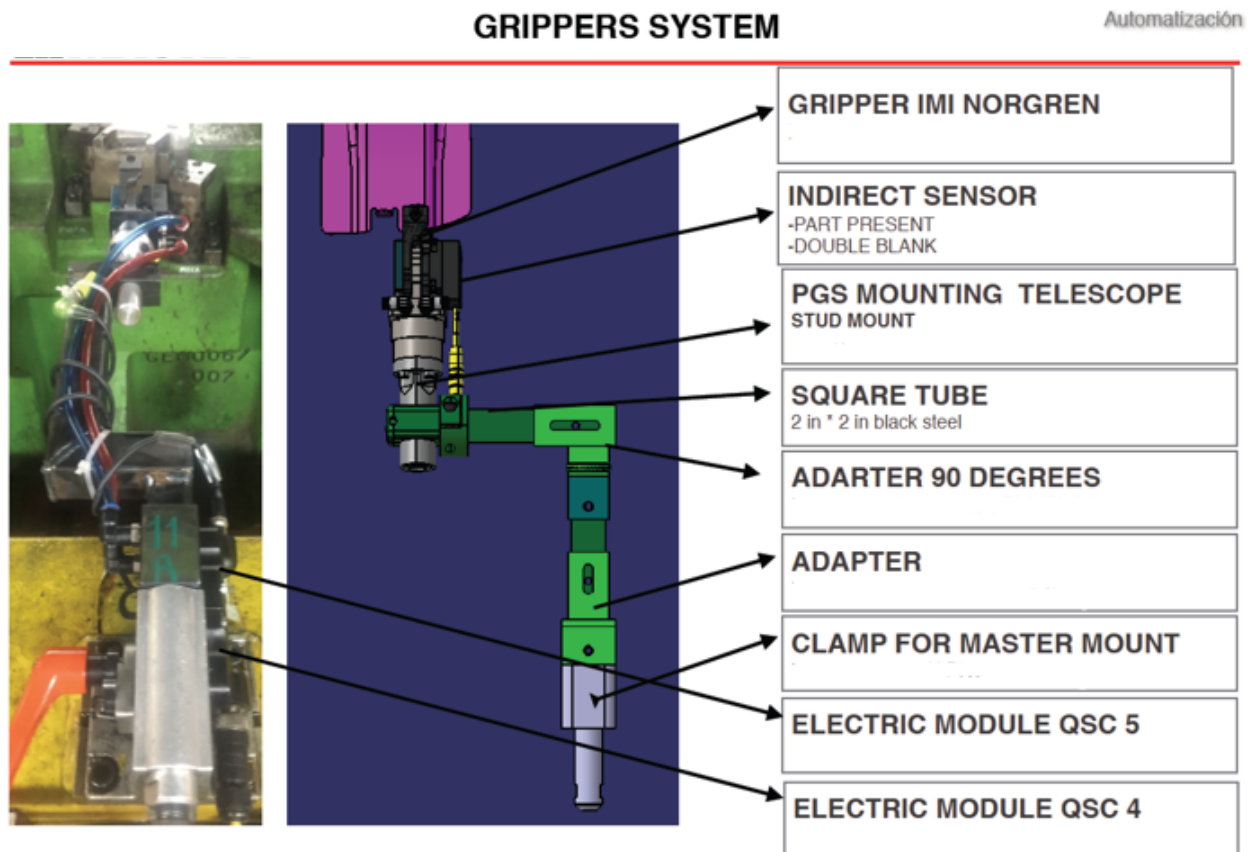 GRIPPERS SYSTEM
Automatización
GRIPPER IMI NORGREN
INDIRECT SENSOR
-PART PRESENT
-DOUBLE BLANK
PGS MOUNTING TELESCOPE
STUD MOUNT
SQUARE TUBE
2 in * 2 in black steel
ADARTER 90 DEGREES
ADAPTER
CLAMP FOR MASTER MOUNT
ELECTRIC MODULE QSC 5
ELECTRIC MODULE QSC 4
007
11
R